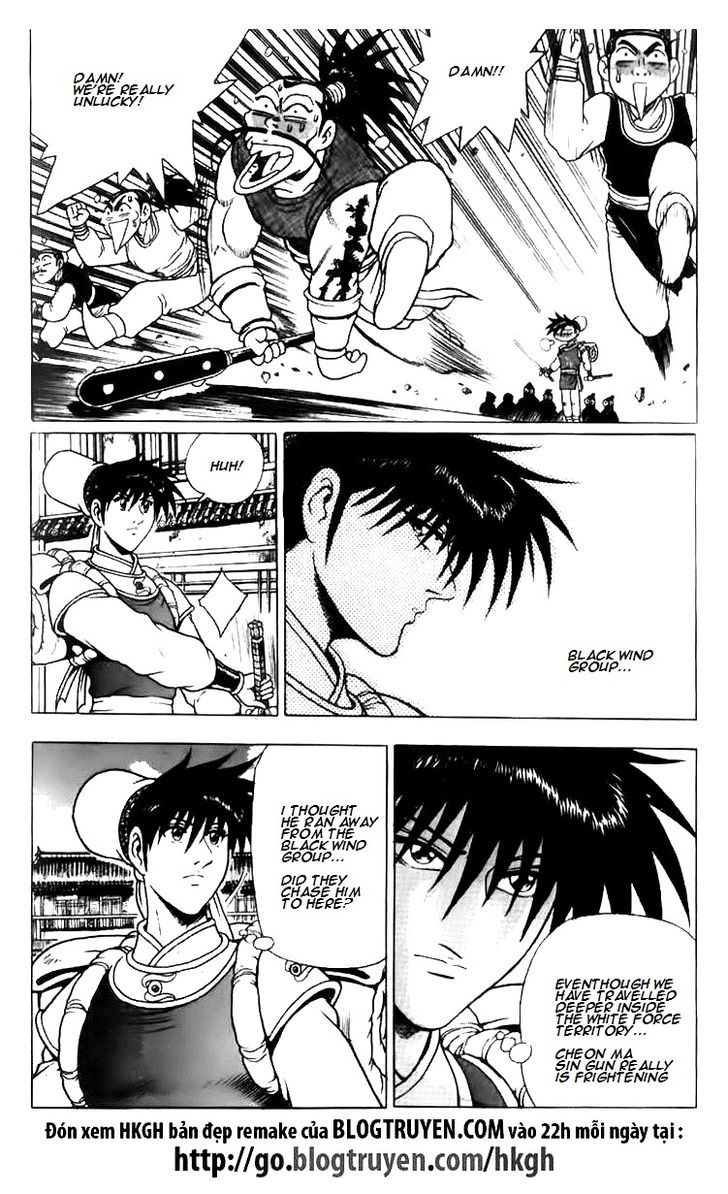 DAMN!
WE'RE REALLY
UNLUCKY!
DAMN!!
HUH!
BLACK WIND
GROUP...
I THOUGHT
HE RAN AWAY
FROM THE
BLACK WIND
GROUP...
DID THEY
CHASE HIM
TO HERE?
EVENTHOUGH WE
HAVE TRAVELLED
DEEPER INSIDE
THE WHITE FORCE
TERRITORY...
CHEON MA
SIN GUN REALLY
IS FRIGHTENING
Đón xem HKGH bản đẹp remake của BLOGTRUYEN.COM vào 22h mỗi ngày tại :
http://go.blogtruyen.com/hkgh